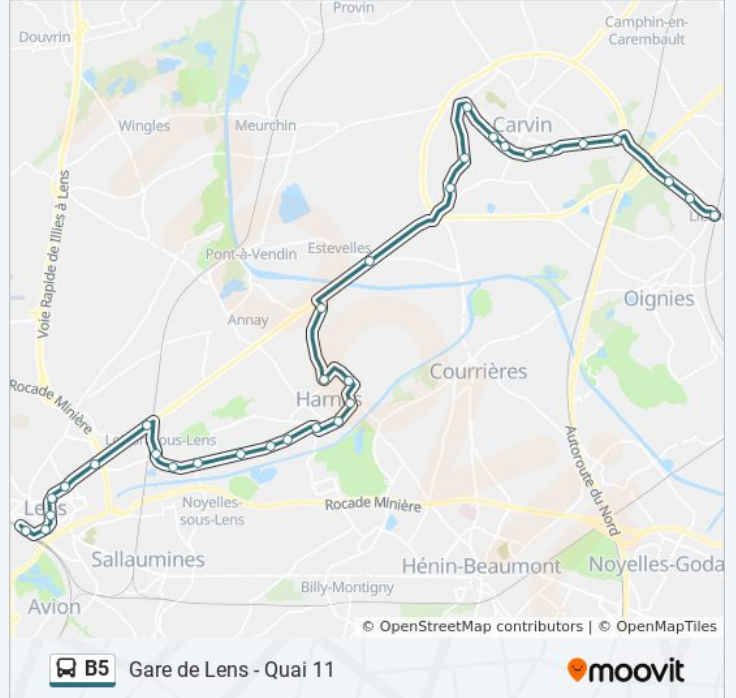 Provin
Camphin-en-
Carembault
Douvrin
Wingles
Meurchin
Carvin
Voie Rapide de Illies à Lens
Pont-à-Vendin
Estevelles
Oignies
Annay
Courrières
Rocade Minière
Harnes
sous-Lens
Autoroute du Nord
Lens
Noyelles-
sous-Lens
Rocade Minière
Sallaumines
Hénin-Beaumont
Noyelles-Goda
Billy-Montigny
Avion
© OpenStreetMap contributors | © OpenMapTiles
B5
Gare de Lens - Quai 11
moovit